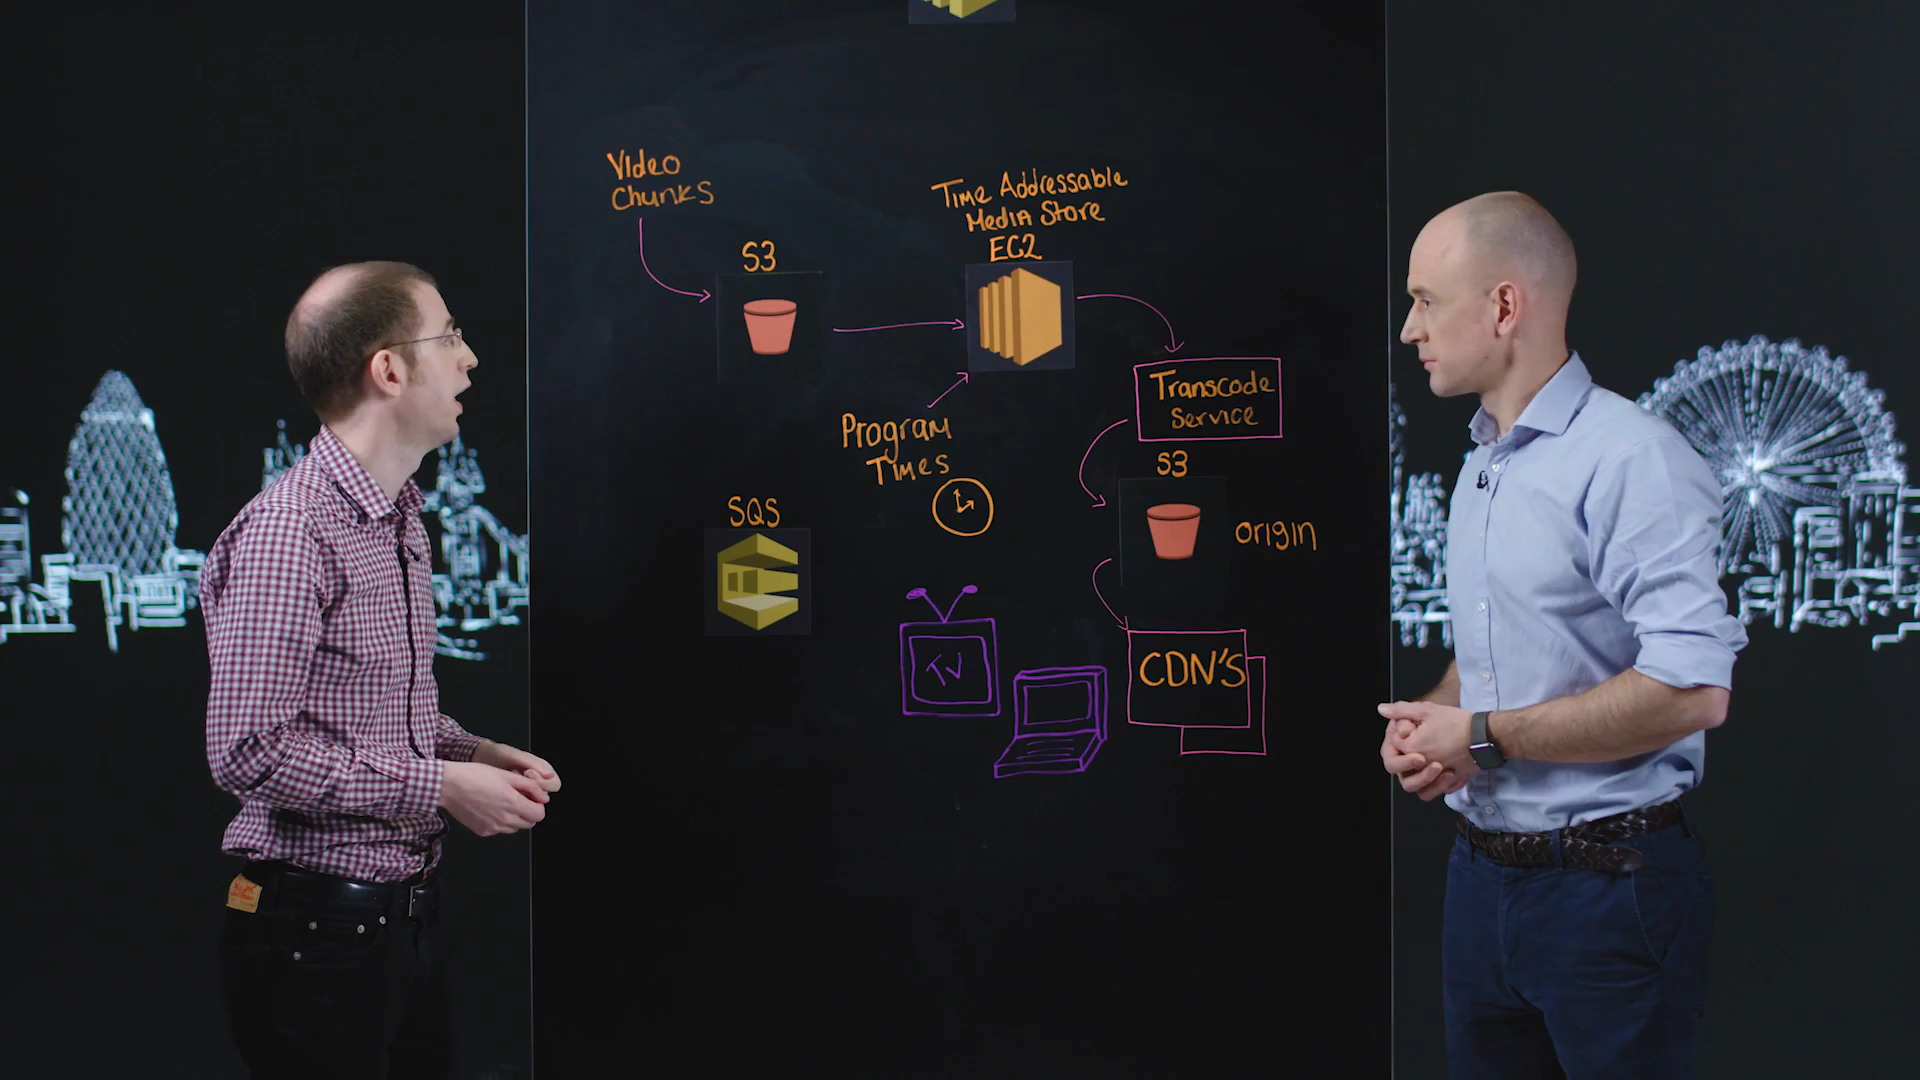 Video
Chunks
S3
Time Addressable
Media Store
EC2
Transcode
Service
Program
Times
S3
origin
SQS
TV
CDN'S